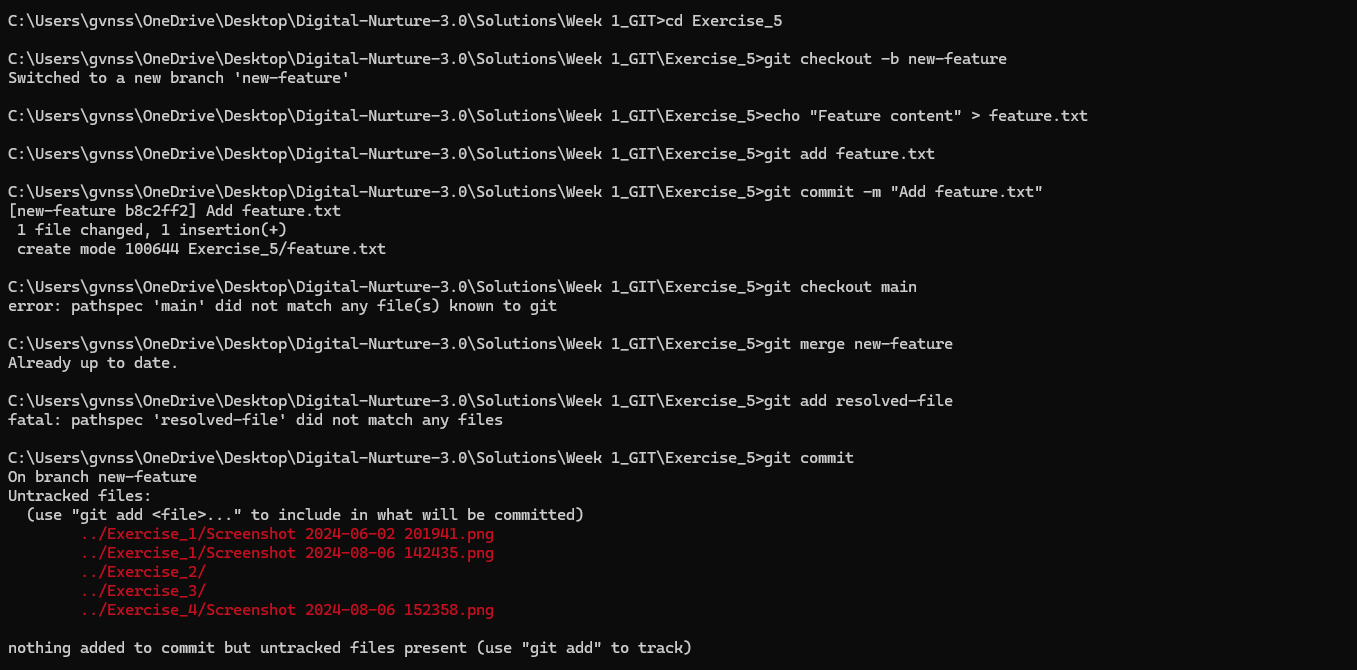 C:\Users\gvnss\OneDrive\Desktop\Digital-Nurture-3.0\Solutions\Week 1_GIT>cd Exercise_5
C:\Users\gvnss\OneDrive\Desktop\Digital-Nurture-3.0\Solutions\Week 1_GIT\Exercise_5>git checkout -b new-feature
Switched to a new branch 'new-feature'
C:\Users\gvnss\OneDrive\Desktop\Digital-Nurture-3.0\Solutions\Week 1_GIT\Exercise_5>echo "Feature content" > feature.txt
C:\Users\gvnss\OneDrive\Desktop\Digital-Nurture-3.0\Solutions\Week 1_GIT\Exercise_5>git add feature.txt
C:\Users\gvnss\OneDrive\Desktop\Digital-Nurture-3.0\Solutions\Week 1_GIT\Exercise_5>git commit -m "Add feature.txt"
[new-feature b8c2ff2] Add feature.txt
 1 file changed, 1 insertion(+)
 create mode 100644 Exercise_5/feature.txt
C:\Users\gvnss\OneDrive\Desktop\Digital-Nurture-3.0\Solutions\Week 1_GIT\Exercise_5>git checkout main
error: pathspec 'main' did not match any file(s) known to git
C:\Users\gvnss\OneDrive\Desktop\Digital-Nurture-3.0\Solutions\Week 1_GIT\Exercise_5>git merge new-feature
Already up to date.
C:\Users\gvnss\OneDrive\Desktop\Digital-Nurture-3.0\Solutions\Week 1_GIT\Exercise_5>git add resolved-file
fatal: pathspec 'resolved-file' did not match any files
C:\Users\gvnss\OneDrive\Desktop\Digital-Nurture-3.0\Solutions\Week 1_GIT\Exercise_5>git commit
On branch new-feature
Untracked files:
  (use "git add <file>..." to include in what will be committed)
        ../Exercise_1/Screenshot 2024-06-02 201941.png
        ../Exercise_1/Screenshot 2024-08-06 142435.png
        ../Exercise_2/
        ../Exercise_3/
        ../Exercise_4/Screenshot 2024-08-06 152358.png
nothing added to commit but untracked files present (use "git add" to track)